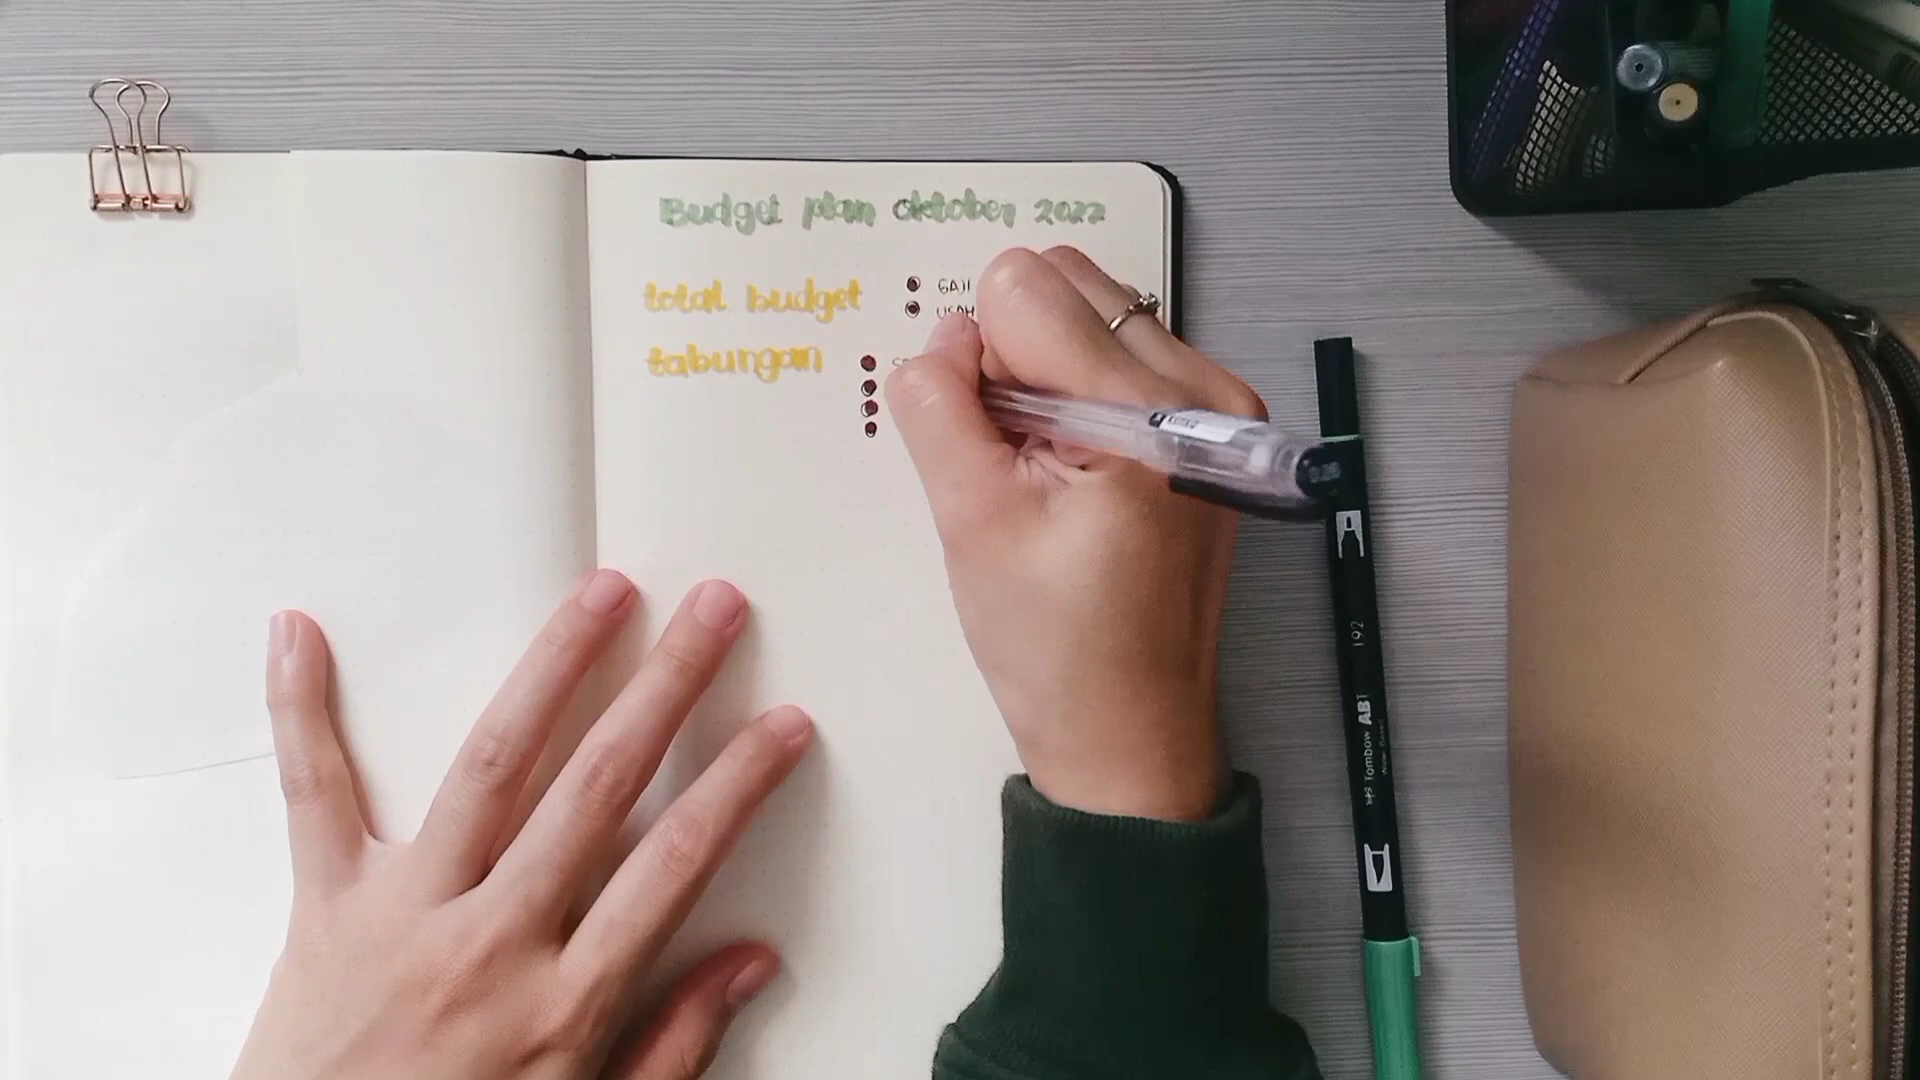 Budget plan oktober 2022
total budget
GAJI
tabungan
192
Tombow ABT